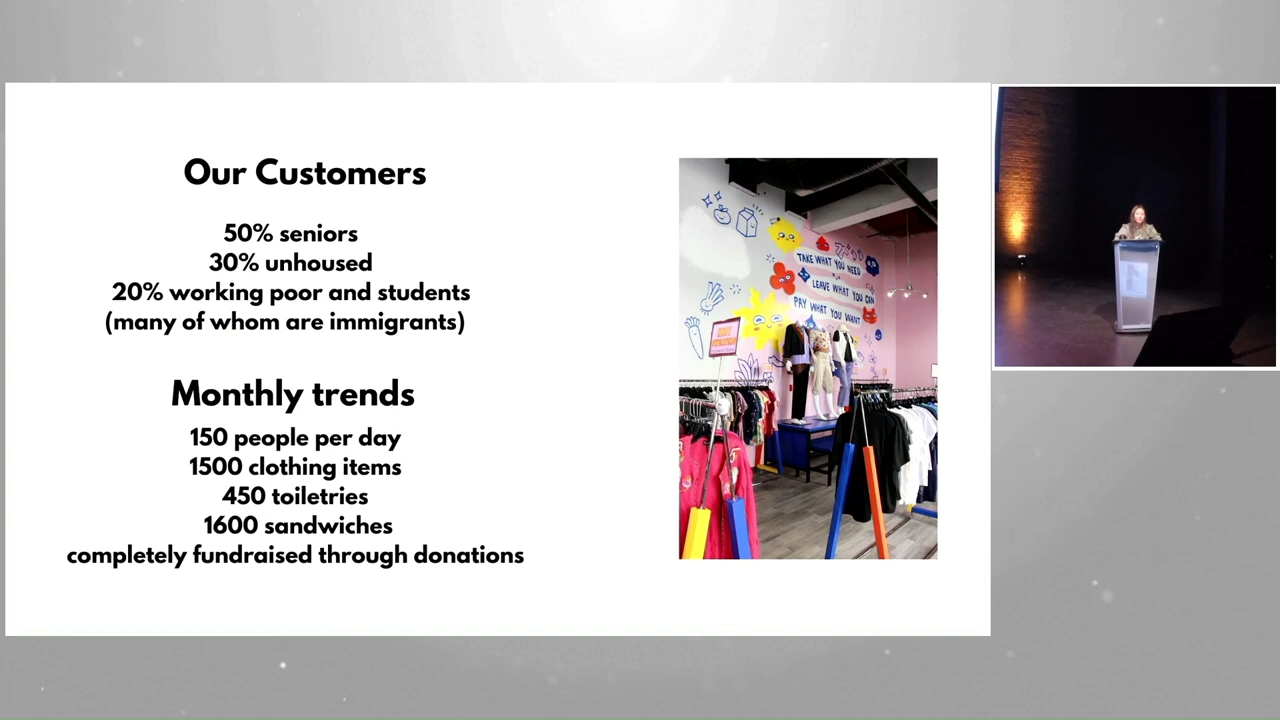 Our Customers
50% seniors
30% unhoused
20% working poor and students
(many of whom are immigrants)
Monthly trends
150 people per day
1500 clothing items
450 toiletries
1600 sandwiches
completely fundraised through donations
TAKE WHAT YOU NEED
LEAVE WHAT YOU CAN
PAY WHAT YOU WANT